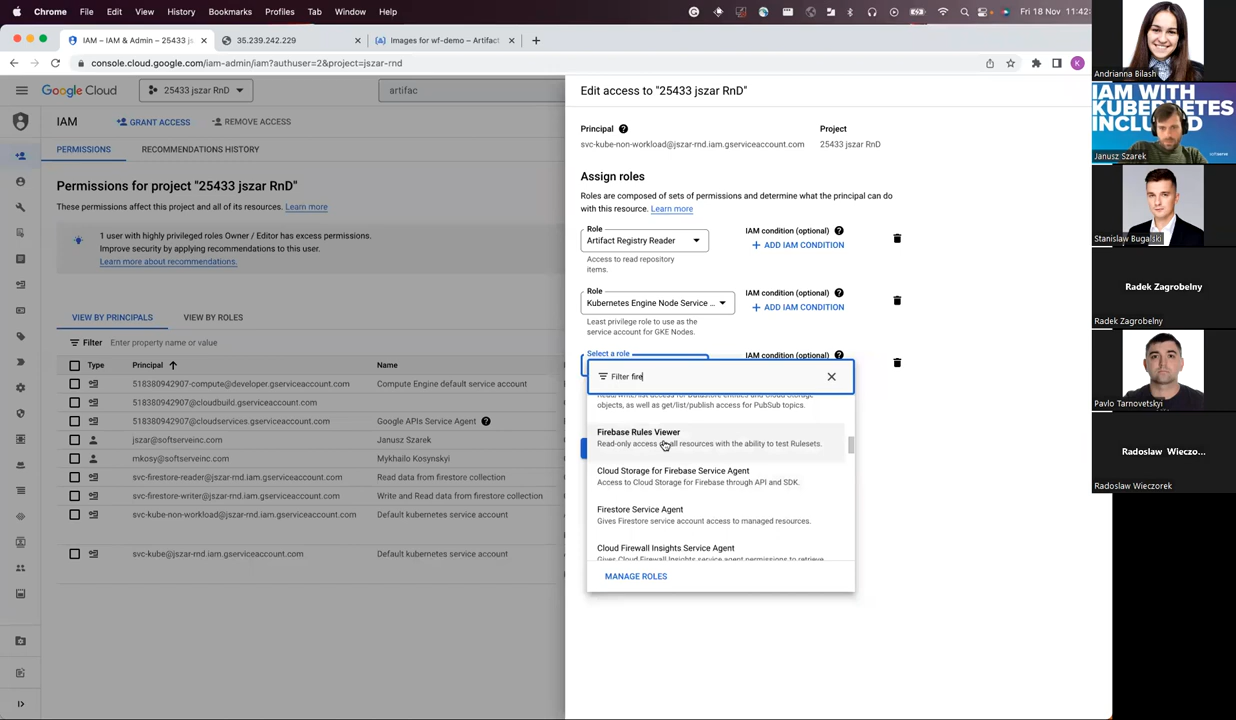 Chrome File Edit View History Bookmarks Profiles Tab Window Help
Fri 18 Nov 11:42:
IAM – IAM & Admin – 25433 js
35.239.242.229
Images for wf-demo – Artifact
console.cloud.google.com/iam-admin/iam?authuser=2&project=jszar-rnd
K
Google Cloud
25433 jszar RnD
artifac
IAM
GRANT ACCESS
REMOVE ACCESS
PERMISSIONS
RECOMMENDATIONS HISTORY
Permissions for project "25433 jszar RnD"
These permissions affect this project and all of its resources. Learn more
1 user with highly privileged roles Owner / Editor has excess permissions.
Improve security by applying recommendations to this user.
Learn more about recommendations.
VIEW BY PRINCIPALS
VIEW BY ROLES
Filter Enter property name or value
Type Principal Name
518380942907-compute@developer.gserviceaccount.com Compute Engine default service account
518380942907@cloudbuild.gserviceaccount.com
518380942907@cloudservices.gserviceaccount.com Google APIs Service Agent
jszar@softserveinc.com Janusz Szarek
mkosy@softserveinc.com Mykhailo Kosynskyi
svc-firestore-reader@jszar-rnd.iam.gserviceaccount.com Read data from firestore collection
svc-firestore-writer@jszar-rnd.iam.gserviceaccount.com Write and Read data from firestore collection
svc-kube-non-workload@jszar-rnd.iam.gserviceaccount.com Default kubernetes service account
svc-kube@jszar-rnd.iam.gserviceaccount.com Default kubernetes service account
Edit access to "25433 jszar RnD"
Principal
Project
svc-kube-non-workload@jszar-rnd.iam.gserviceaccount.com
25433 jszar RnD
Assign roles
Roles are composed of sets of permissions and determine what the principal can do
with this resource. Learn more
Role
Artifact Registry Reader
IAM condition (optional)
ADD IAM CONDITION
Access to read repository
items.
Role
Kubernetes Engine Node Service ...
IAM condition (optional)
ADD IAM CONDITION
Least privilege role to use as the
service account for GKE Nodes.
Select a role
IAM condition (optional)
Filter fire
objects, as well as get/list/publish access for PubSub topics.
Firebase Rules Viewer
Read-only access all resources with the ability to test Rulesets.
Cloud Storage for Firebase Service Agent
Access to Cloud Storage for Firebase through API and SDK.
Firestore Service Agent
Gives Firestore service account access to managed resources.
Cloud Firewall Insights Service Agent
Gives Cloud Firewall Insights service agent permissions to retrieve
MANAGE ROLES
Andrianna Bilash
IAM WITH
KUBERNETES
INCLUDED
Janusz Szarek
Stanislaw Bugalski
Radek Zagrobelny
Radek Zagrobelny
Pavlo Tarnovetskyi
Radoslaw Wieczo...
Radoslaw Wieczorek